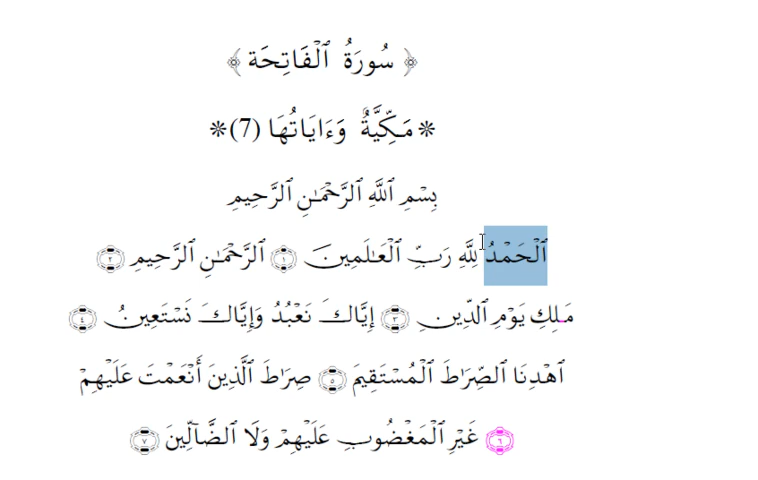 ﴿ سُورَةُ ٱلْفَاتِحَة ﴾
* مَكِّيَّةٌ وَءَايَاتُهَا (7) *
بِسْمِ ٱللَّهِ ٱلرَّحْمَٰنِ ٱلرَّحِيمِ
ٱلْحَمْدُ لِلَّهِ رَبِّ ٱلْعَٰلَمِينَ ١ ٱلرَّحْمَٰنِ ٱلرَّحِيمِ ٢
مَٰلِكِ يَوْمِ ٱلدِّينِ ٣ إِيَّاكَ نَعْبُدُ وَإِيَّاكَ نَسْتَعِينُ ٤
ٱهْدِنَا ٱلصِّرَٰطَ ٱلْمُسْتَقِيمَ ٥ صِرَٰطَ ٱلَّذِينَ أَنْعَمْتَ عَلَيْهِمْ
٦ غَيْرِ ٱلْمَغْضُوبِ عَلَيْهِمْ وَلَا ٱلضَّآلِّينَ ٧